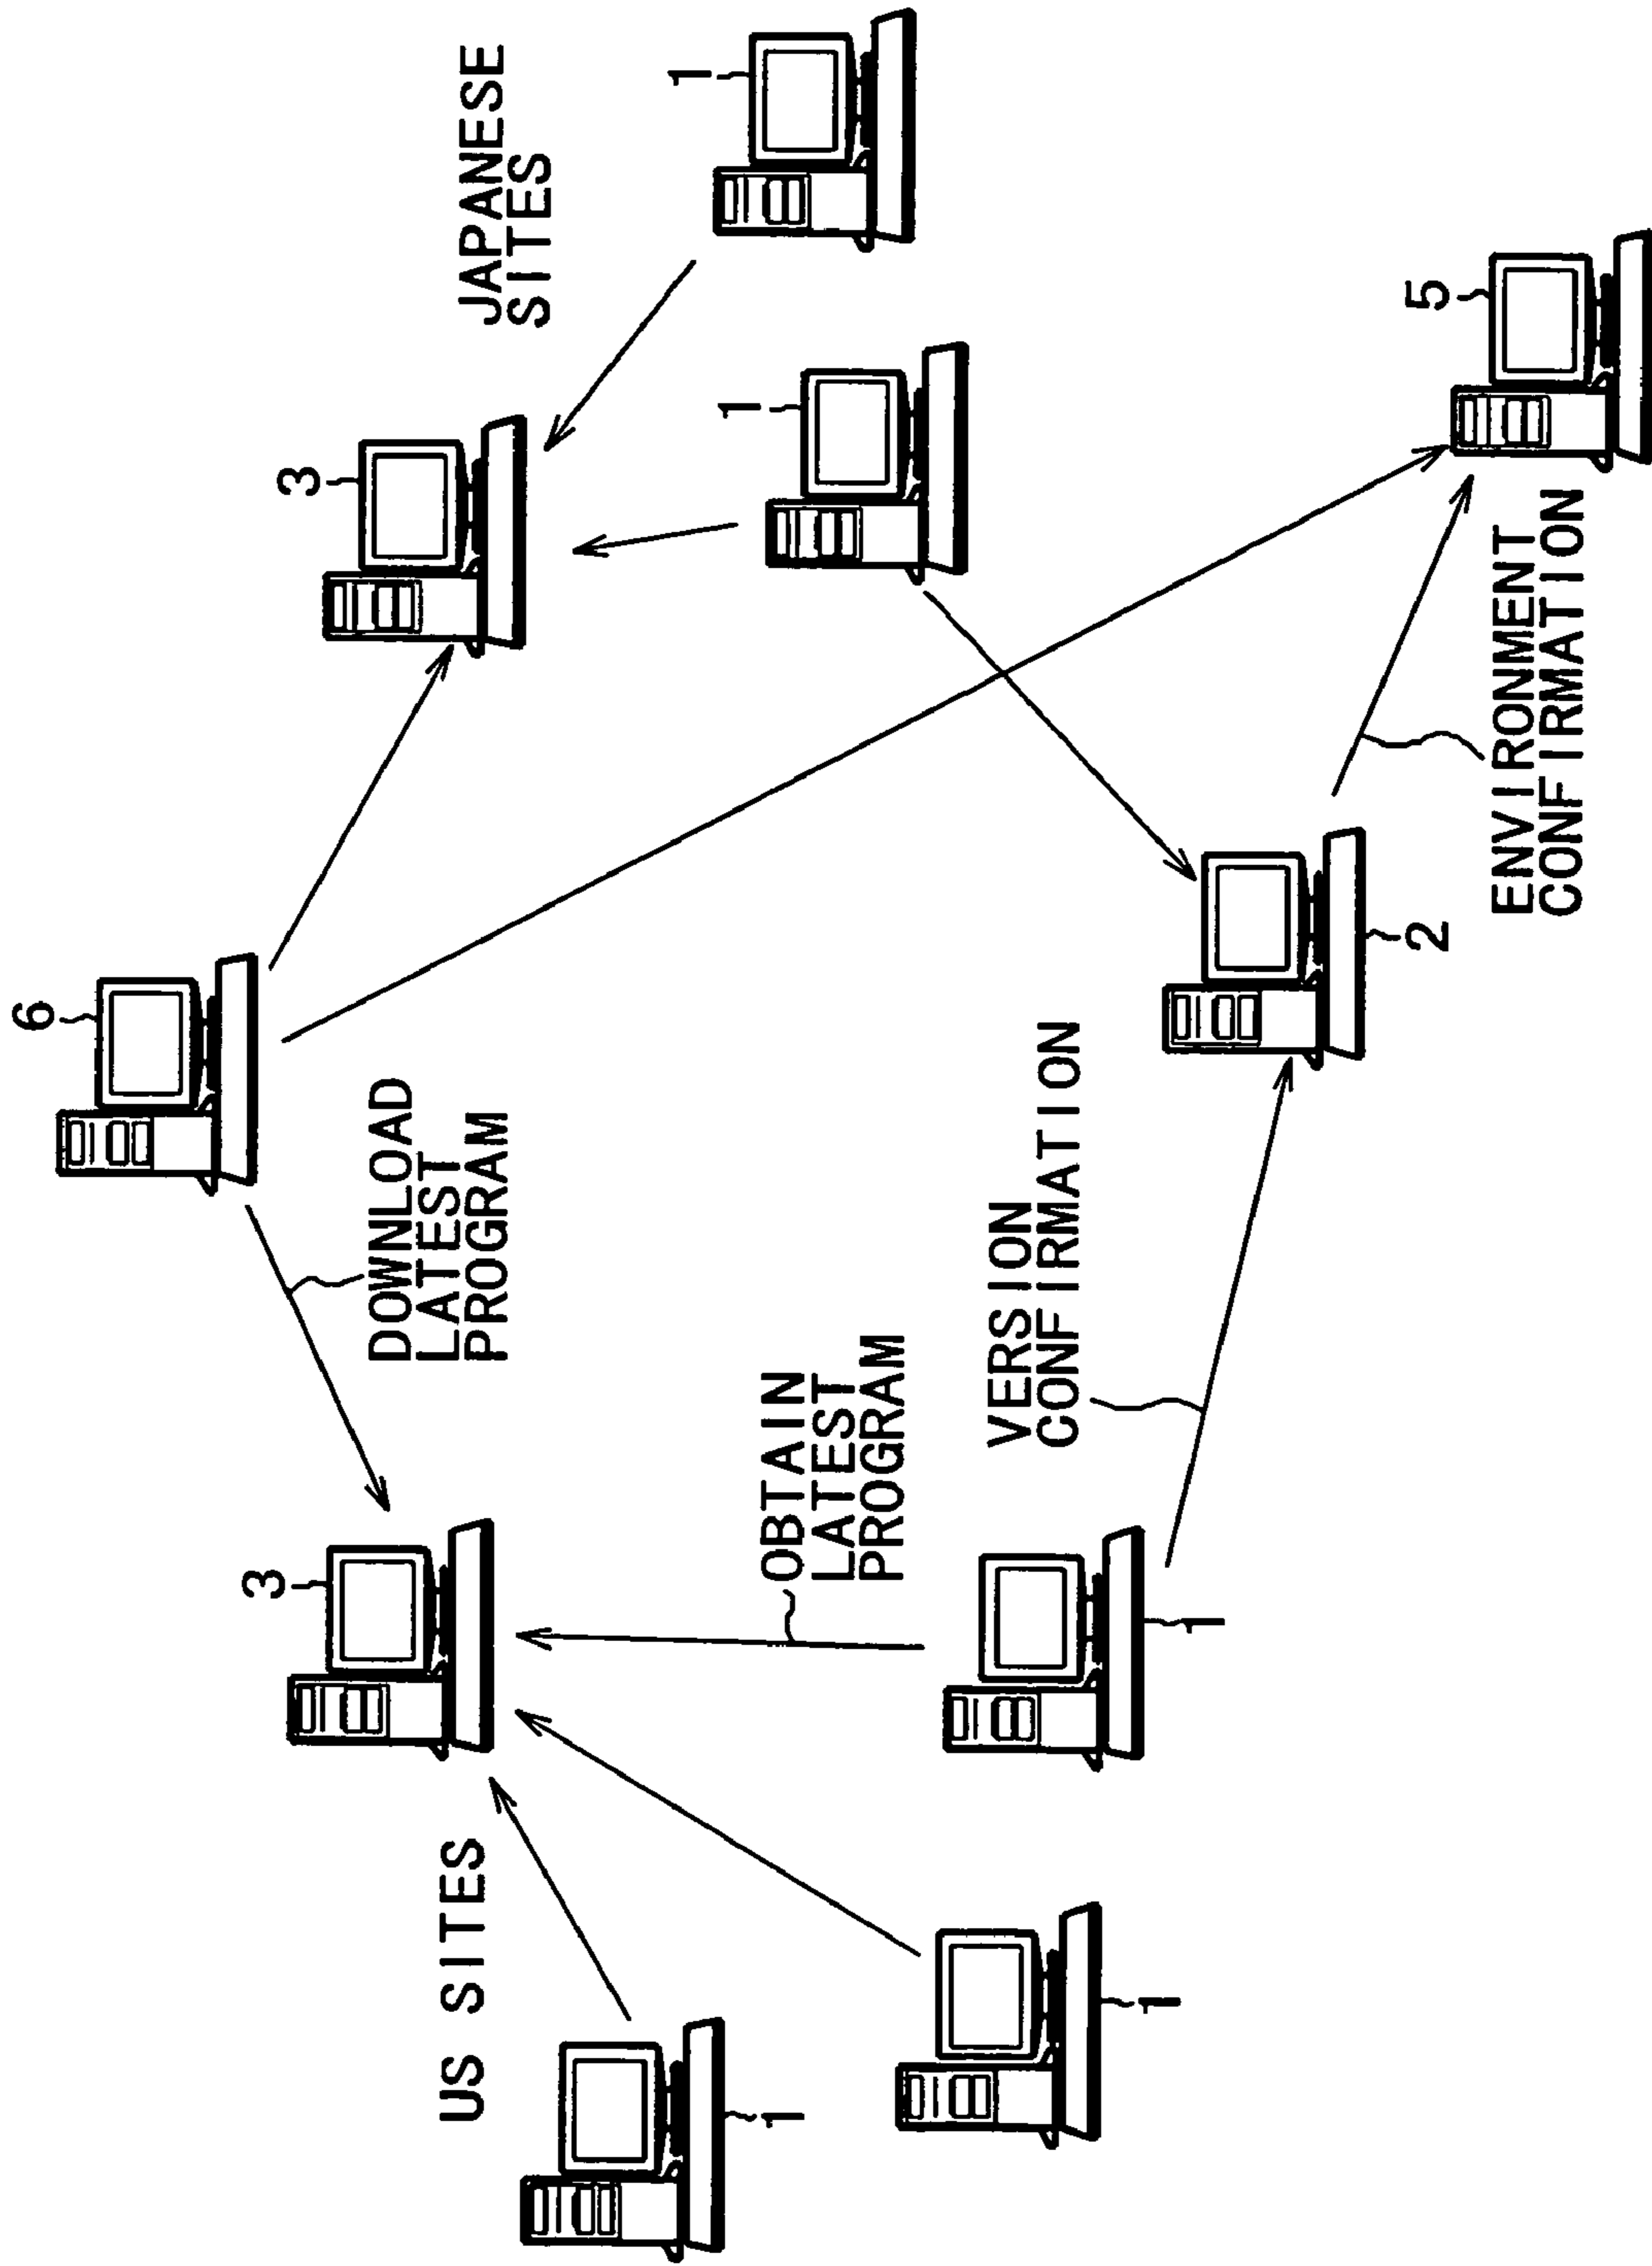 6
DOWNLOAD
LATEST
PROGRAM
3
3
JAPANESE
SITES
US SITES
1
1
OBTAIN
LATEST
PROGRAM
1
1
1
VERSION
CONFIRMATION
2
5
ENVIRONMENT
CONFIRMATION